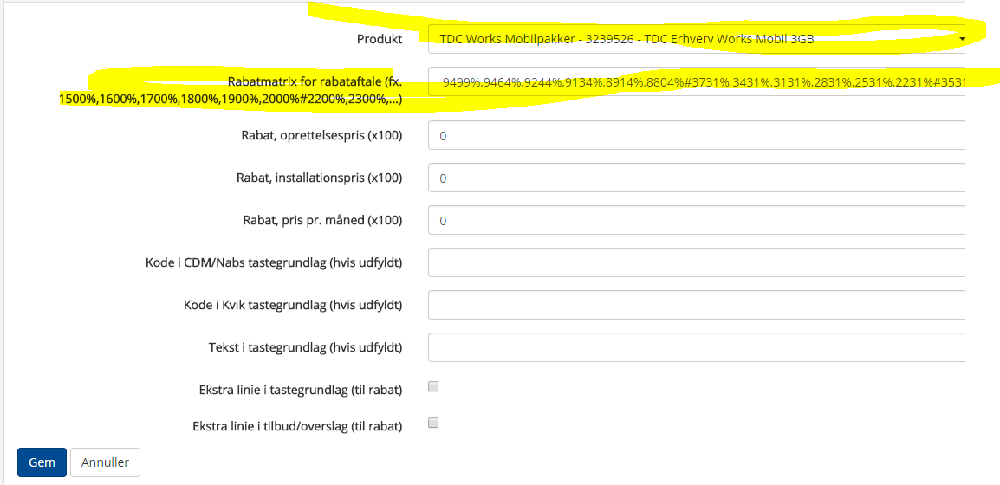 Produkt TDC Works Mobilpakker - 3239526 - TDC Erhverv Works Mobil 3GB
Rabatmatrix for rabataftale (fx. 9499%,9464%,9244%,9134%,8914%,8804%#3731%,3431%,3131%,2831%,2531%,2231%#3531
1500%,1600%,1700%,1800%,1900%,2000%#2200%,2300%,...)
Rabat, oprettelsespris (x100) 0
Rabat, installationspris (x100) 0
Rabat, pris pr. måned (x100) 0
Kode i CDM/Nabs tastegrundlag (hvis udfyldt)
Kode i Kvik tastegrundlag (hvis udfyldt)
Tekst i tastegrundlag (hvis udfyldt)
Ekstra linie i tastegrundlag (til rabat)
Ekstra linie i tilbud/overslag (til rabat)
Gem Annuller